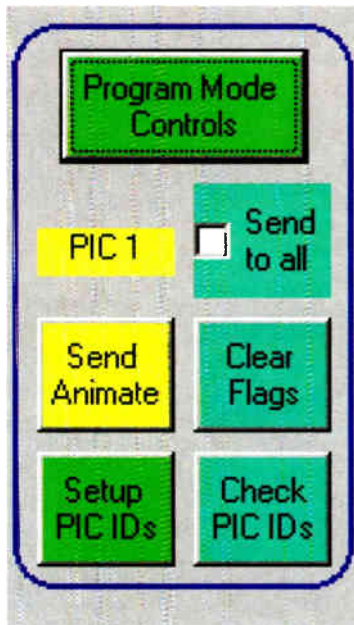 Program Mode
Controls
PIC 1
Send
to all
Send
Animate
Clear
Flags
Setup
PIC IDs
Check
PIC IDs